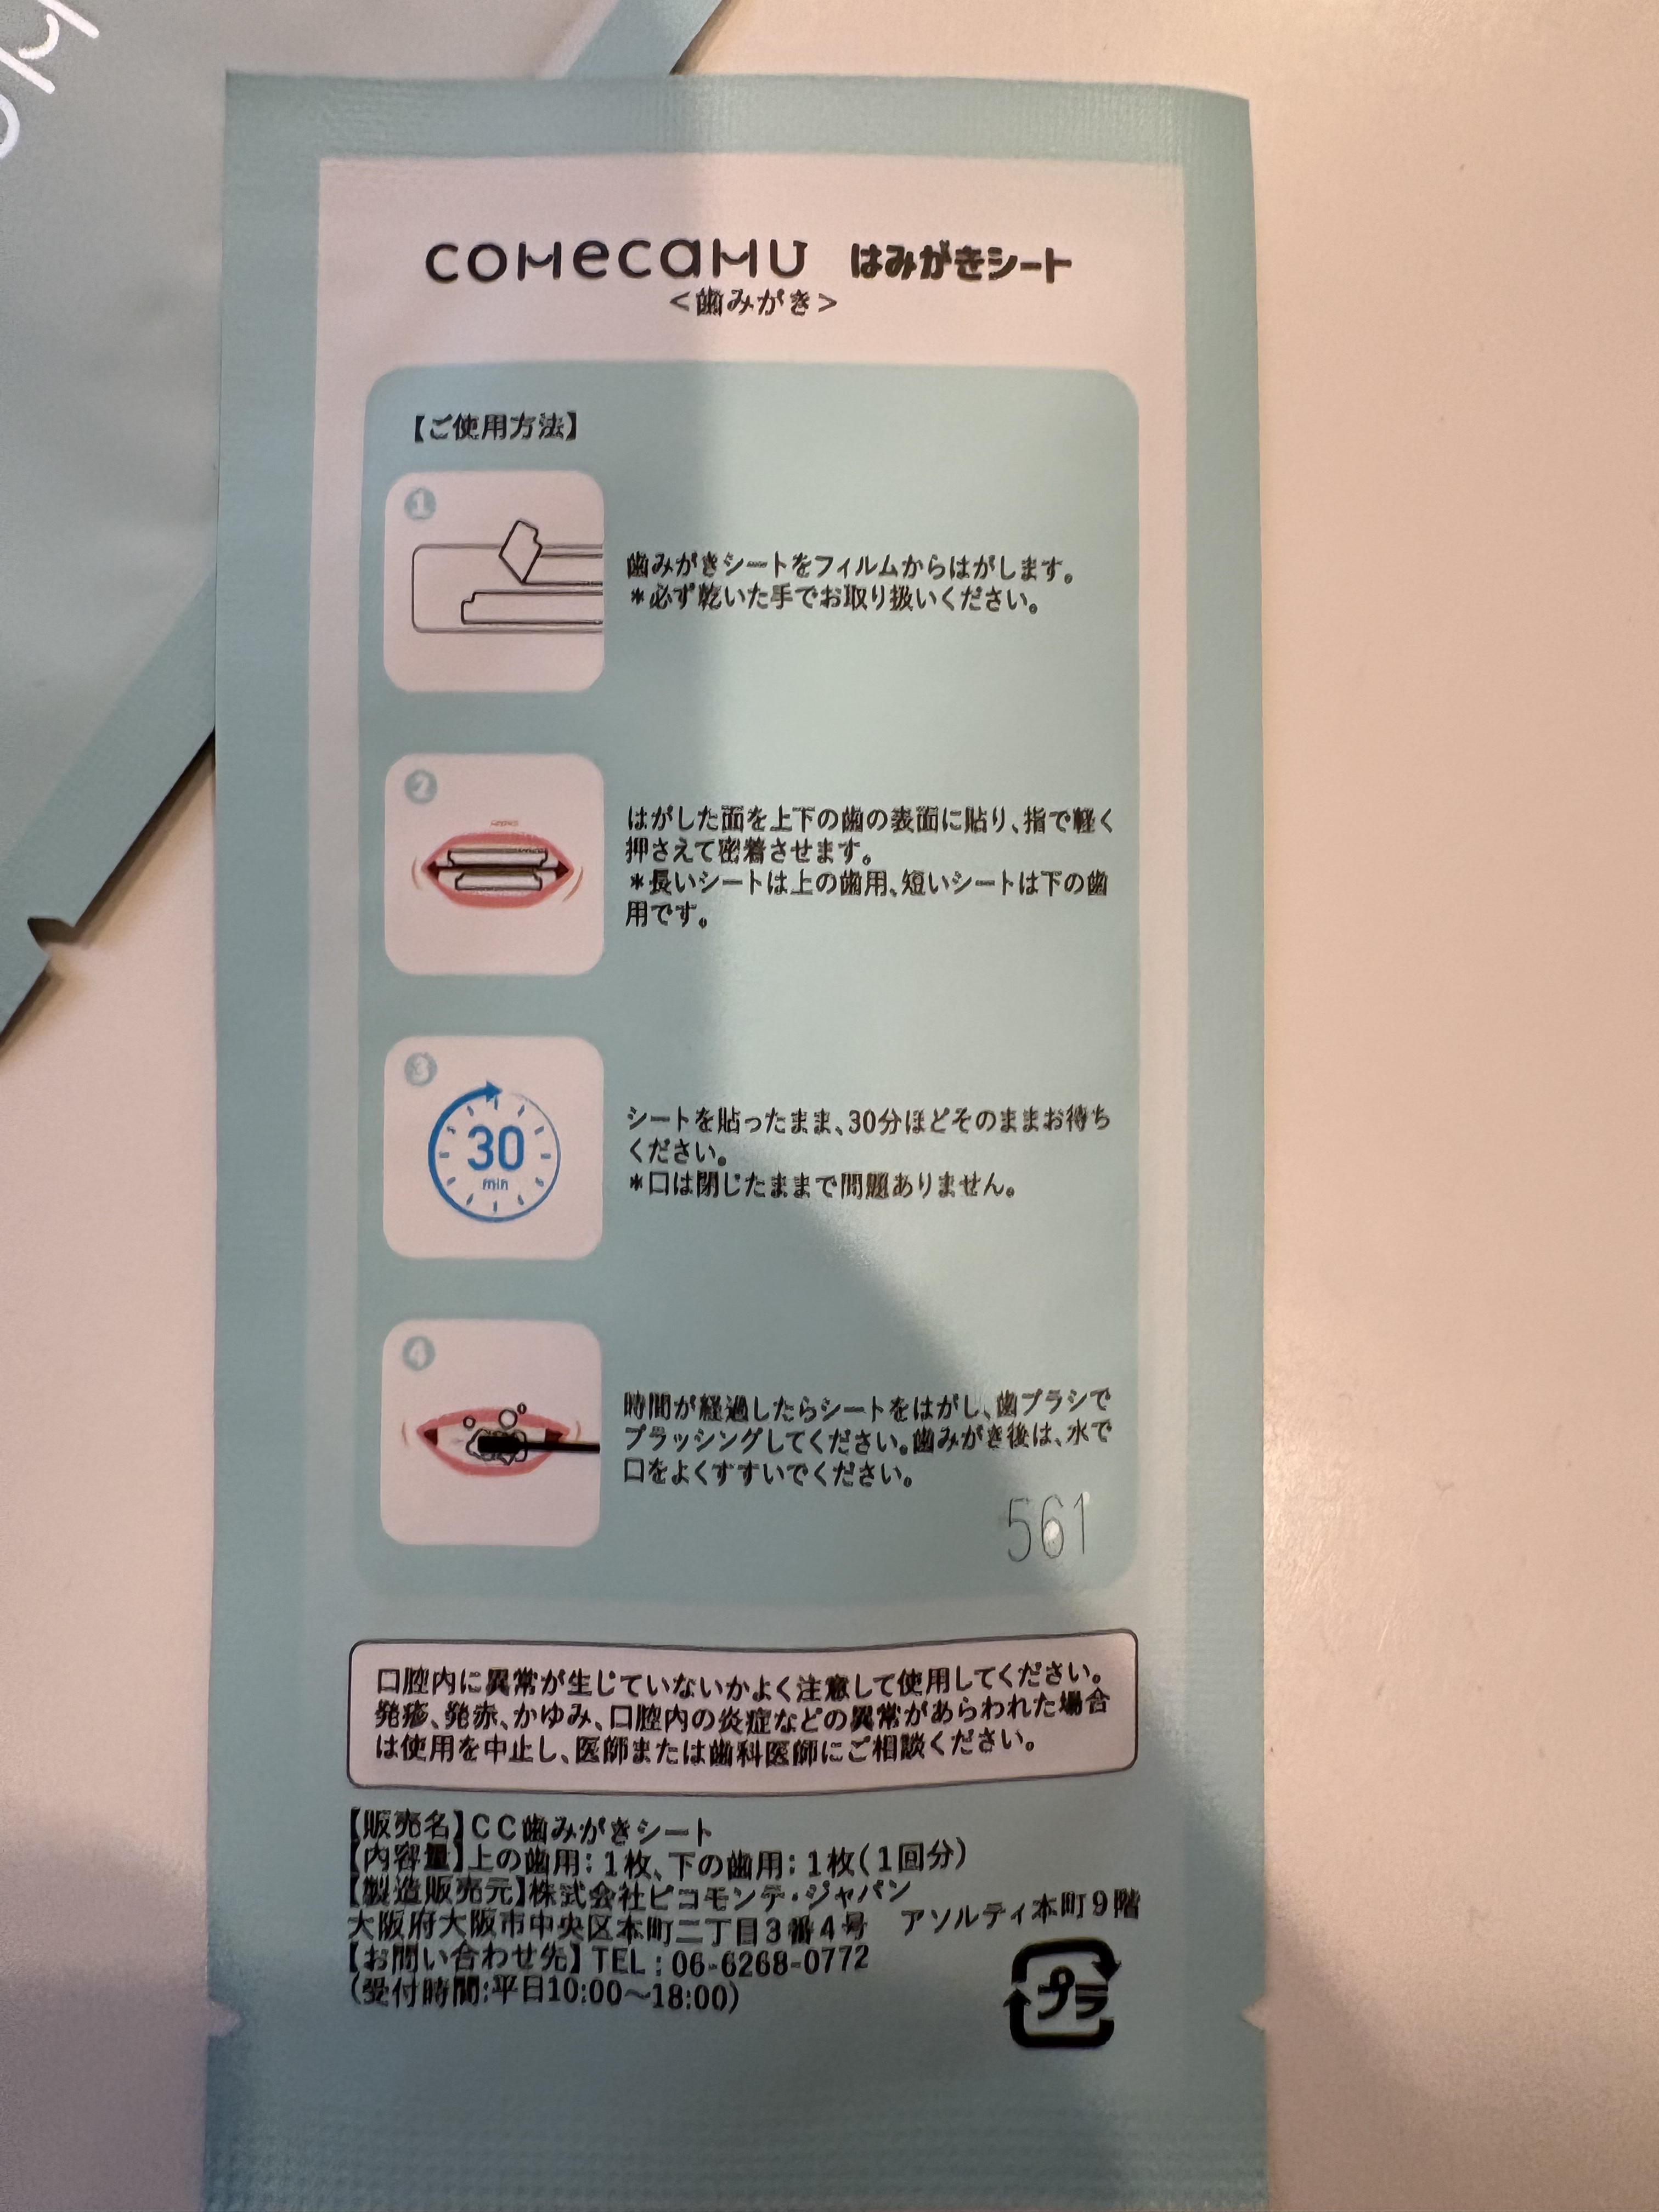 comecamu はみがきシート
<歯みがき>
【ご使用方法】
1
歯みがきシートをフィルムからはがします。
*必ず乾いた手でお取り扱いください。
2
はがした面を上下の歯の表面に貼り、指で軽く
押さえて密着させます。
*長いシートは上の歯用、短いシートは下の歯
用です。
3
30
min
シートを貼ったまま、30分ほどそのままお待ち
ください。
*口は閉じたままで問題ありません。
4
時間が経過したらシートをはがし、歯ブラシで
ブラッシングしてください。歯みがき後は、水で
口をよくすすいでください。
561
口腔内に異常が生じていないかよく注意して使用してください。
発疹、発赤、かゆみ、口腔内の炎症などの異常があらわれた場合
は使用を中止し、医師または歯科医師にご相談ください。
【販売名】CC歯みがきシート
【内容量】上の歯用:1枚、下の歯用:1枚(1回分)
【製造販売元】株式会社ピコモンテ・ジャパン
大阪府大阪市中央区本町二丁目3番4号 アソルティ本町9階
【お問い合わせ先】TEL:06-6268-0772
(受付時間:平日10:00～18:00)
プラ